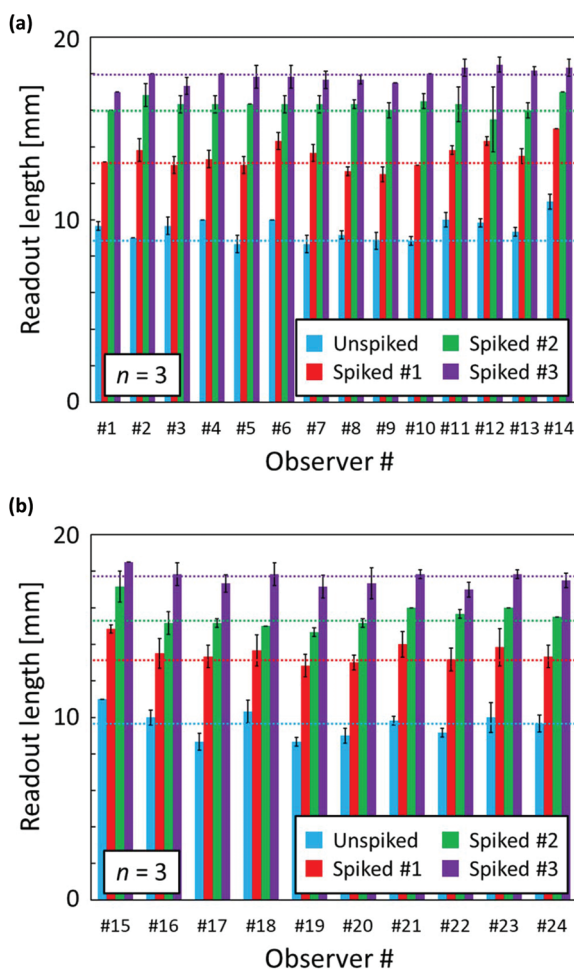 (a)
20
10
0
Readout length [mm]
Unspiked
Spiked #2
Spiked #1
Spiked #3
n = 3
#1 #2 #3 #4 #5 #6 #7 #8 #9 #10 #11 #12 #13 #14
Observer #
(b)
20
10
0
Readout length [mm]
Unspiked
Spiked #2
Spiked #1
Spiked #3
n = 3
#15 #16 #17 #18 #19 #20 #21 #22 #23 #24
Observer #